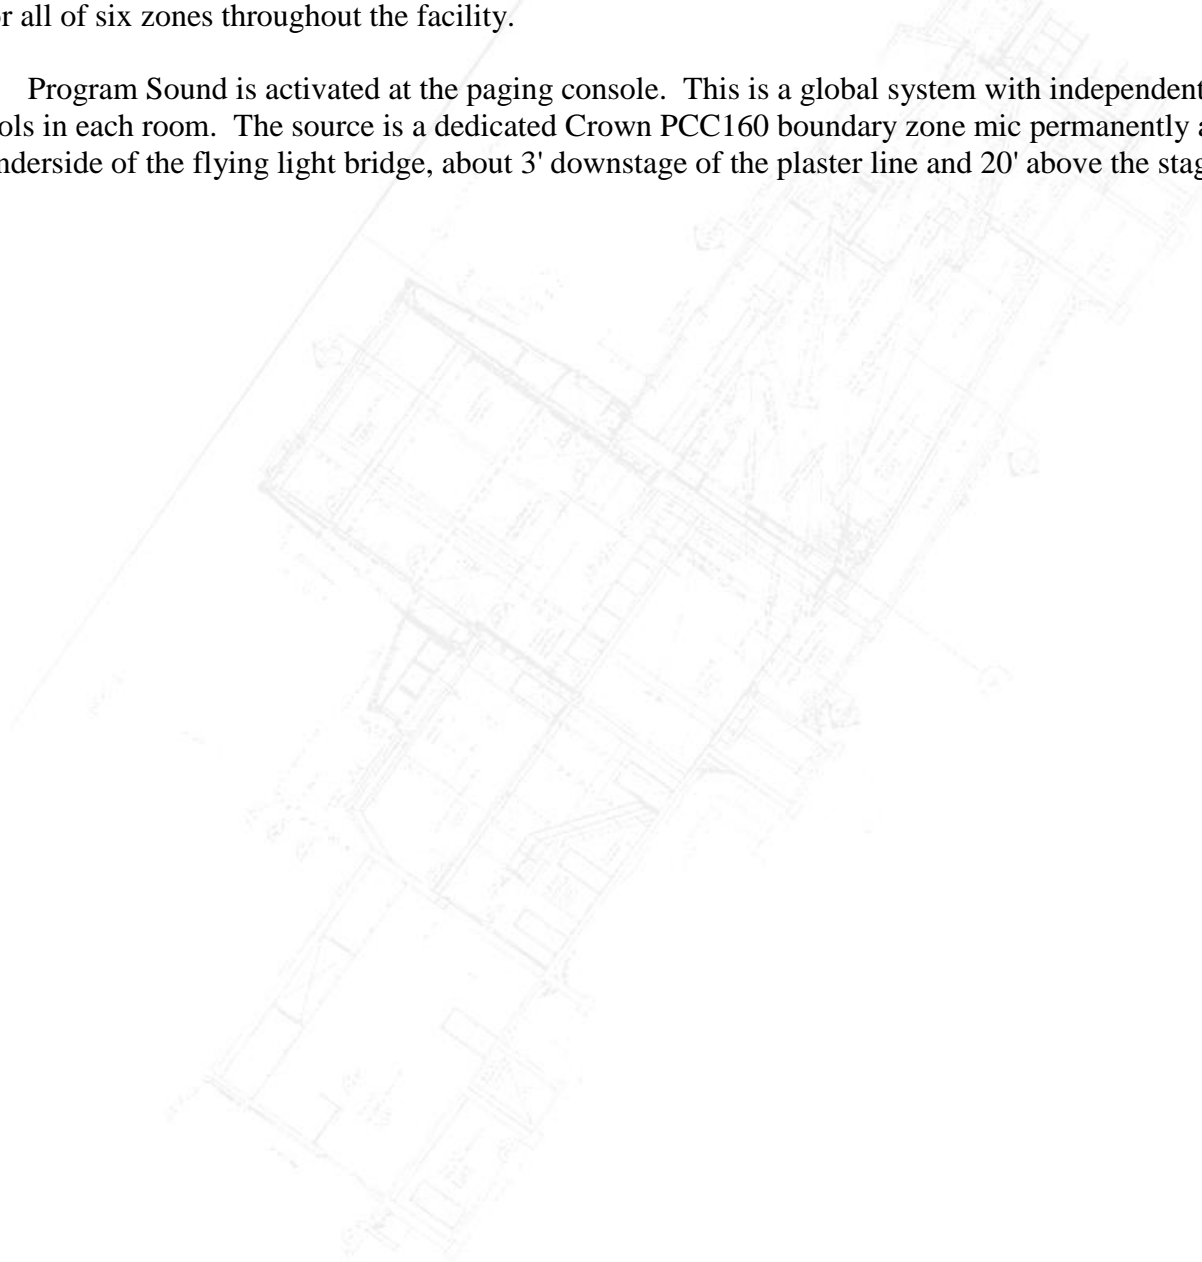 r all of six zones throughout the facility.
Program Sound is activated at the paging console.  This is a global system with independent
ols in each room.  The source is a dedicated Crown PCC160 boundary zone mic permanently a
nderside of the flying light bridge, about 3' downstage of the plaster line and 20' above the stag